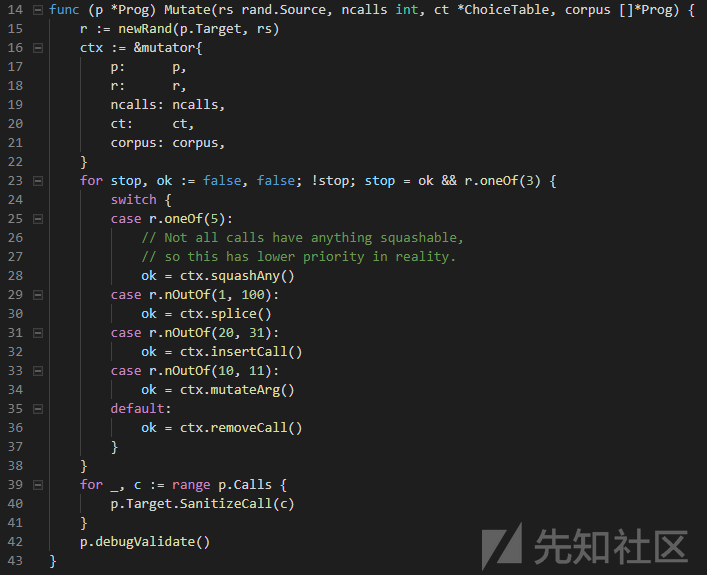 14 func (p *Prog) Mutate(rs rand.Source, ncalls int, ct *ChoiceTable, corpus []*Prog) {
15     r := newRand(p.Target, rs)
16     ctx := &mutator{
17         p:      p,
18         r:      r,
19         ncalls: ncalls,
20         ct:     ct,
21         corpus: corpus,
22     }
23     for stop, ok := false, false; !stop; stop = ok && r.oneOf(3) {
24         switch {
25         case r.oneOf(5):
26             // Not all calls have anything squashable,
27             // so this has lower priority in reality.
28             ok = ctx.squashAny()
29         case r.nOutOf(1, 100):
30             ok = ctx.splice()
31         case r.nOutOf(20, 31):
32             ok = ctx.insertCall()
33         case r.nOutOf(10, 11):
34             ok = ctx.mutateArg()
35         default:
36             ok = ctx.removeCall()
37         }
38     }
39     for _, c := range p.Calls {
40         p.Target.SanitizeCall(c)
41     }
42     p.debugValidate()
43 }
先知社区